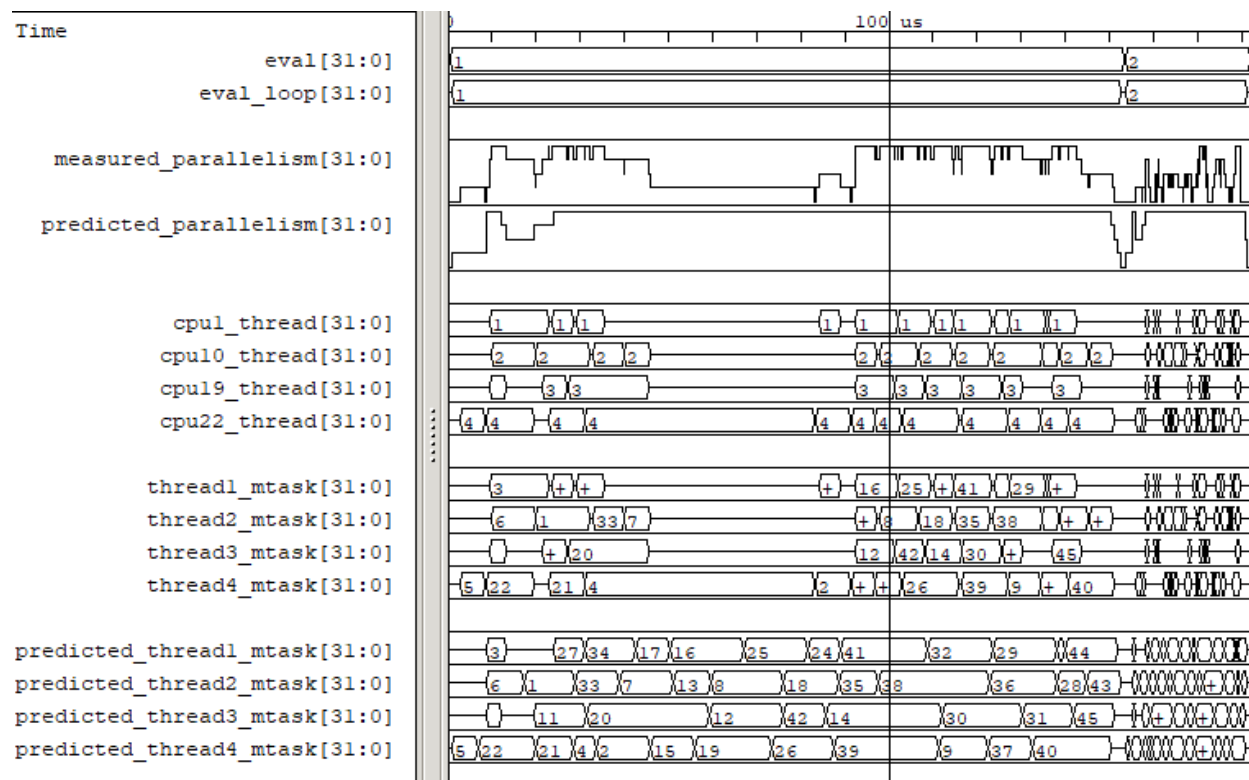 Time
100 us
eval[31:0] 1 2
eval_loop[31:0] 1 2
measured_parallelism[31:0]
predicted_parallelism[31:0]
cpu1_thread[31:0] 1 1 1 1 1 1 1 1 1 1
cpu10_thread[31:0] 2 2 2 2 2 2 2 2 2 2 2
cpu19_thread[31:0] 3 3 3 3 3 3 3 3
cpu22_thread[31:0] 4 4 4 4 4 4 4 4 4 4 4 4
thread1_mtask[31:0] 3 + + + 16 25 + 41 29 +
thread2_mtask[31:0] 6 1 33 7 + 8 18 35 38 + +
thread3_mtask[31:0] + 20 12 42 14 30 + 45
thread4_mtask[31:0] 5 22 21 4 2 + + 26 39 9 + 40
predicted_thread1_mtask[31:0] 3 27 34 17 16 25 24 41 32 29 44
predicted_thread2_mtask[31:0] 6 1 33 7 13 8 18 35 38 36 28 43 +
predicted_thread3_mtask[31:0] 11 20 12 42 14 30 31 45 + +
predicted_thread4_mtask[31:0] 5 22 21 4 2 15 19 26 39 9 37 40 +